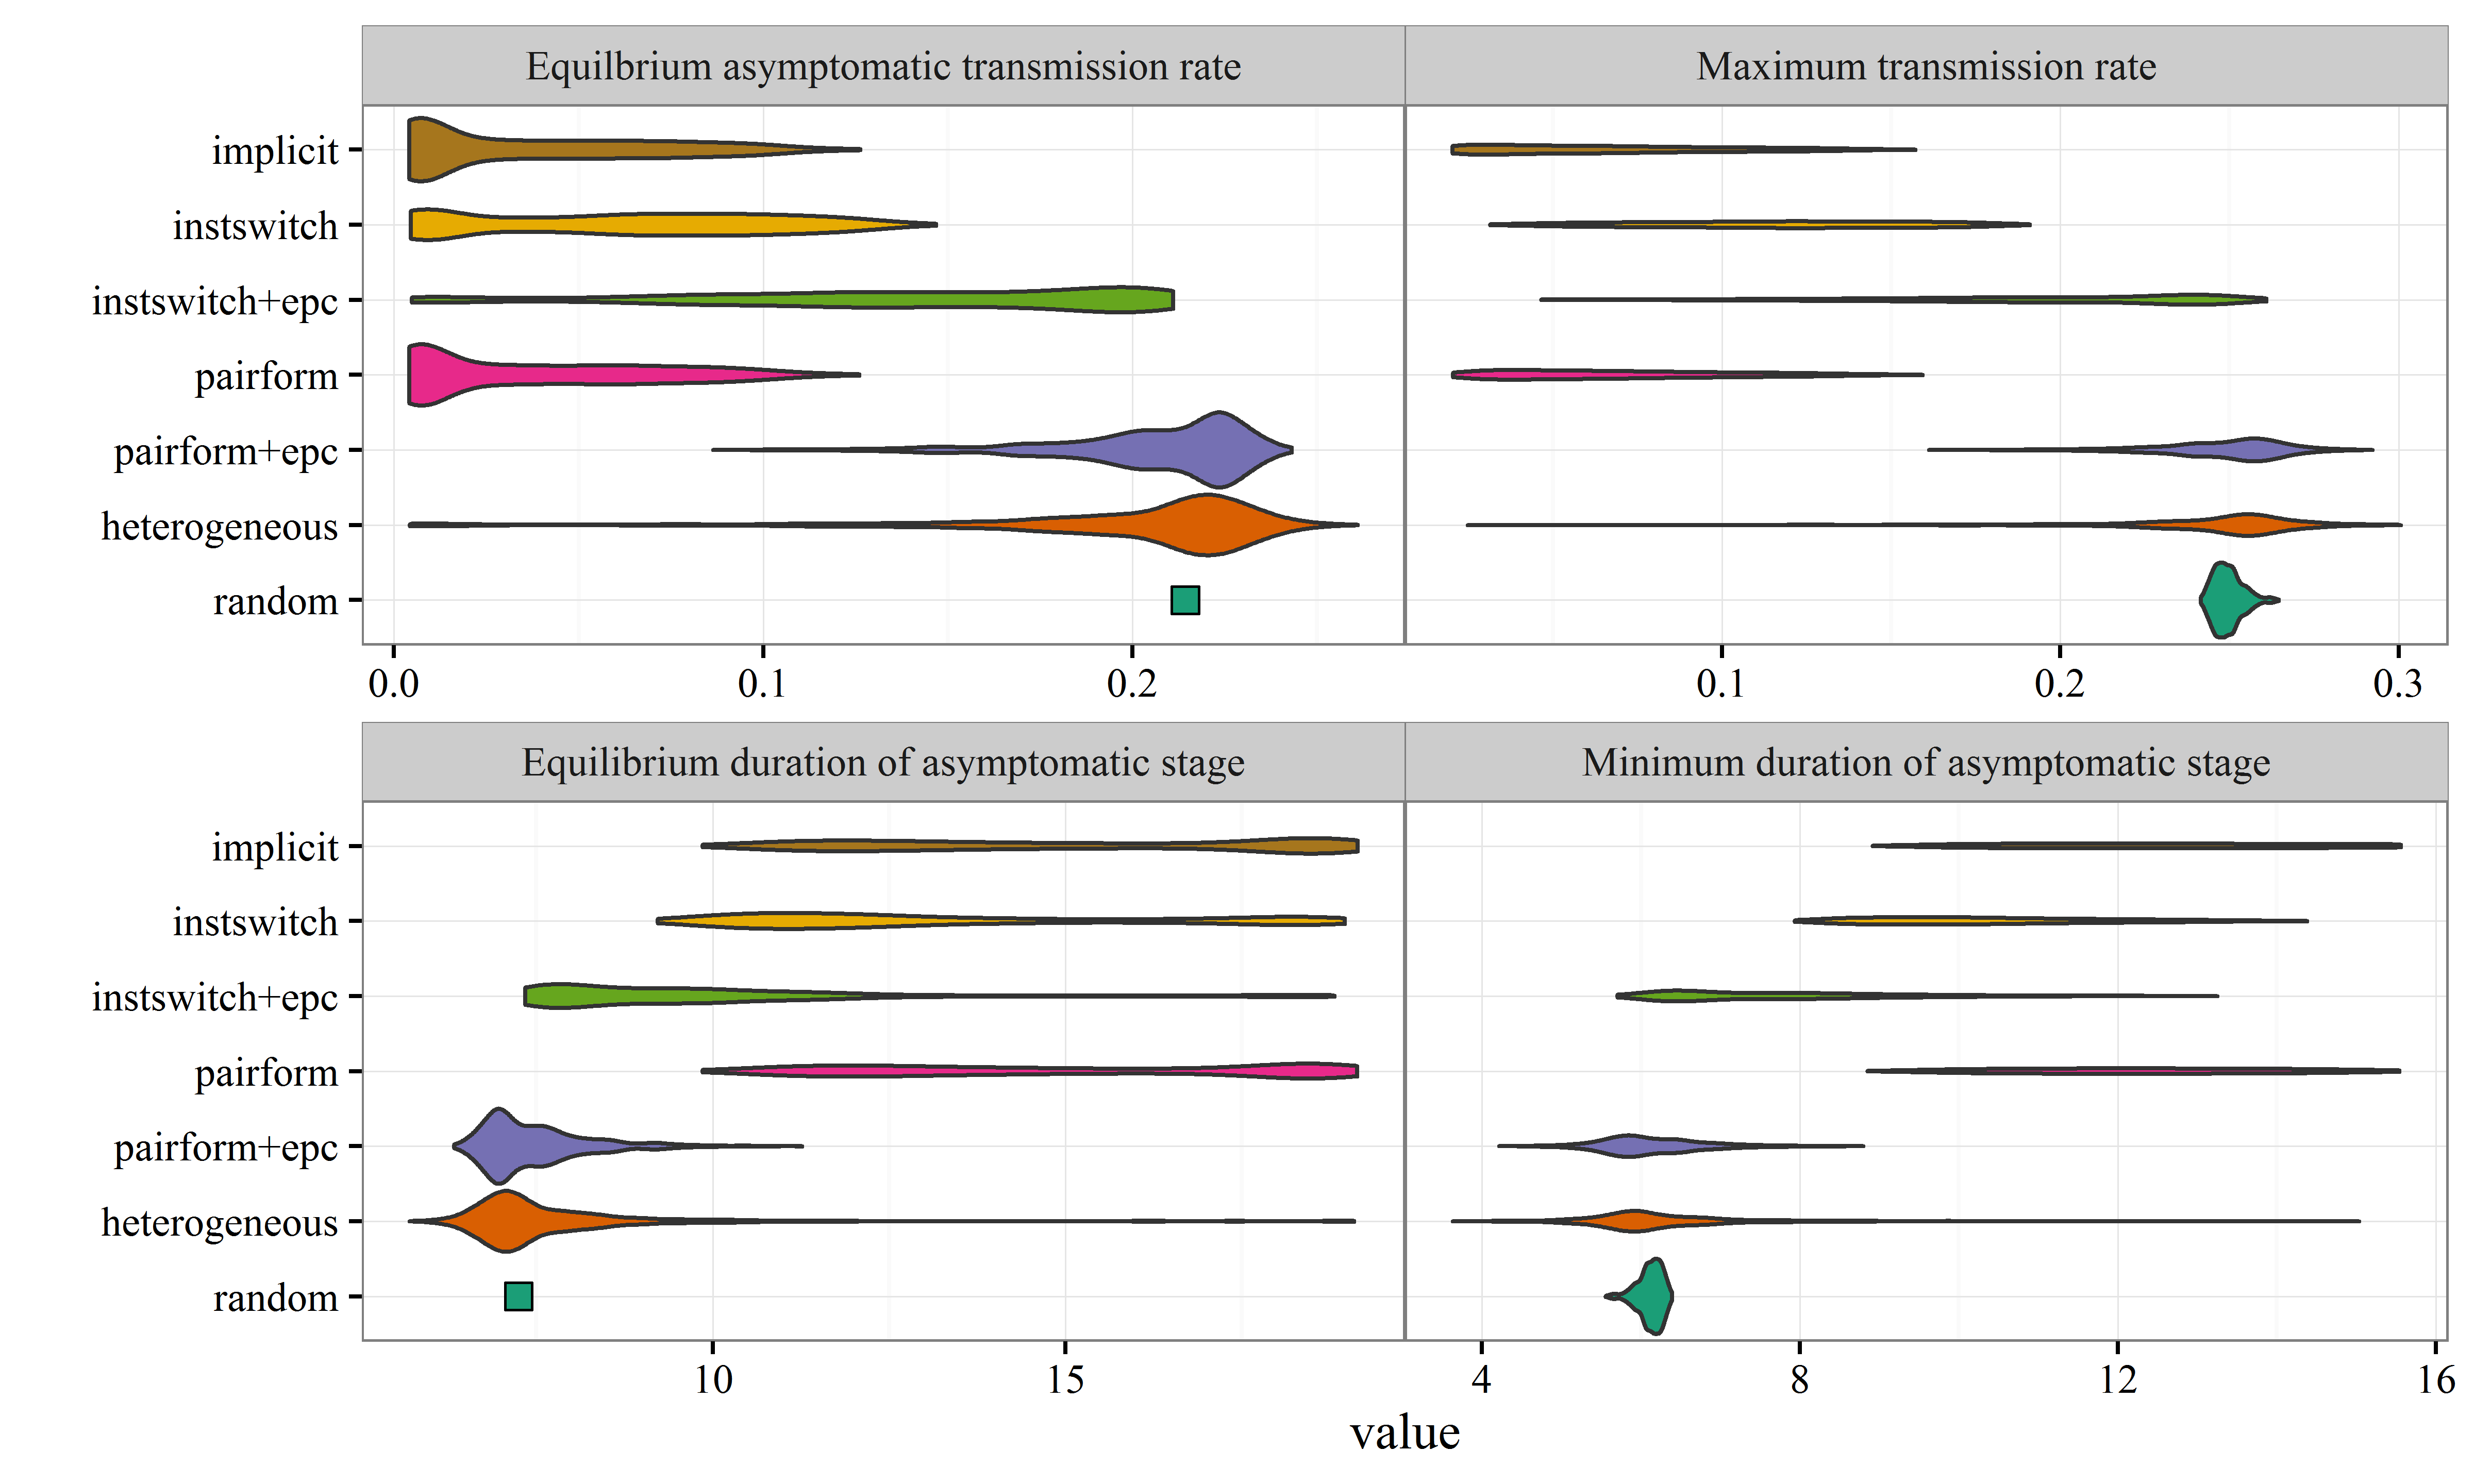 Equilbrium asymptomatic transmission rate
Maximum transmission rate
implicit
instswitch
instswitch+epc
pairform
pairform+epc
heterogeneous
random
0.0 0.1 0.2
0.1 0.2 0.3
Equilibrium duration of asymptomatic stage
Minimum duration of asymptomatic stage
implicit
instswitch
instswitch+epc
pairform
pairform+epc
heterogeneous
random
10 15
4 8 12 16
value